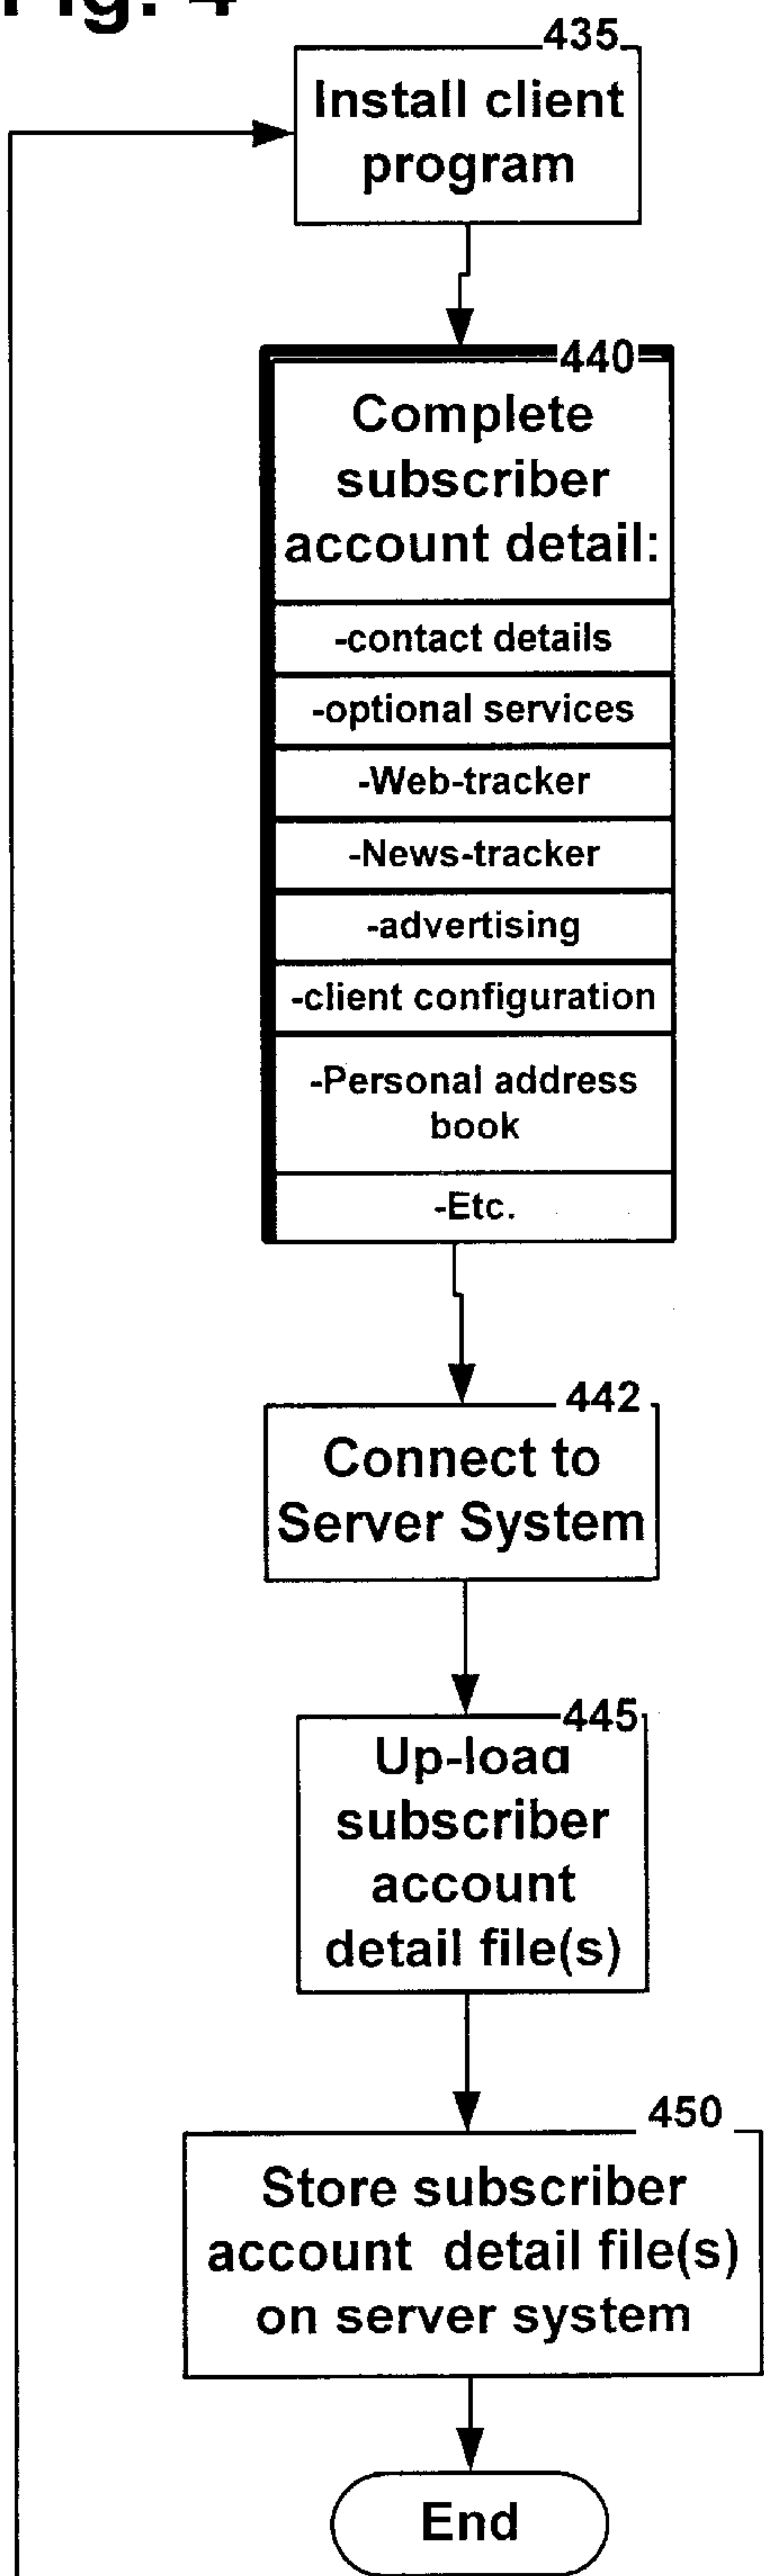 Fig. 4
435
Install client
program
440
Complete
subscriber
account detail:
-contact details
-optional services
-Web-tracker
-News-tracker
-advertising
-client configuration
-Personal address
book
-Etc.
442
Connect to
Server System
445
Up-load
subscriber
account
detail file(s)
450
Store subscriber
account detail file(s)
on server system
End